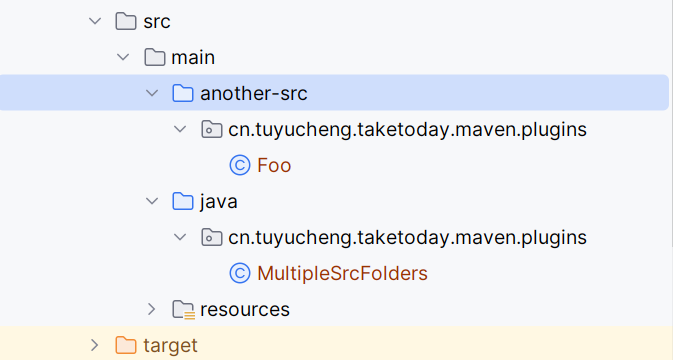 src
main
another-src
cn.tuyucheng.taketoday.maven.plugins
Foo
java
cn.tuyucheng.taketoday.maven.plugins
MultipleSrcFolders
resources
target